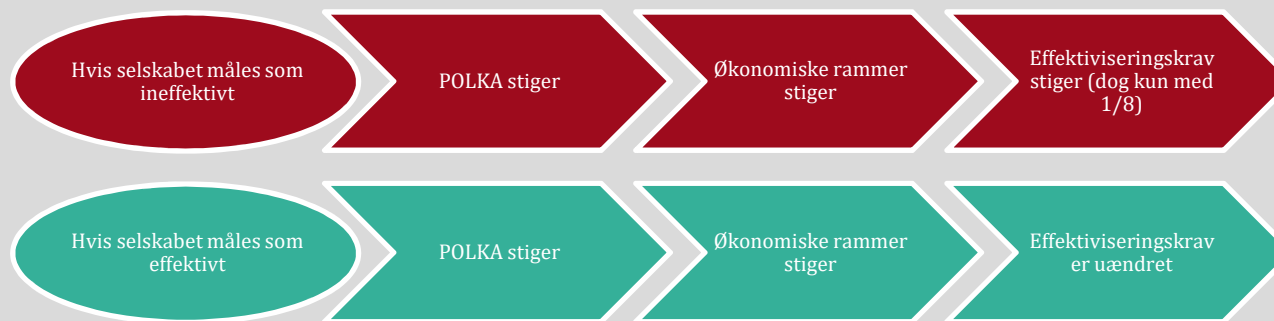 Hvis selskabet måles som
ineffektivt
POLKA stiger
Økonomiske rammer
stiger
Effektiviseringskrav
stiger (dog kun med
1/8)
Hvis selskabet måles som
effektivt
POLKA stiger
Økonomiske rammer
stiger
Effektiviseringskrav
er uændret